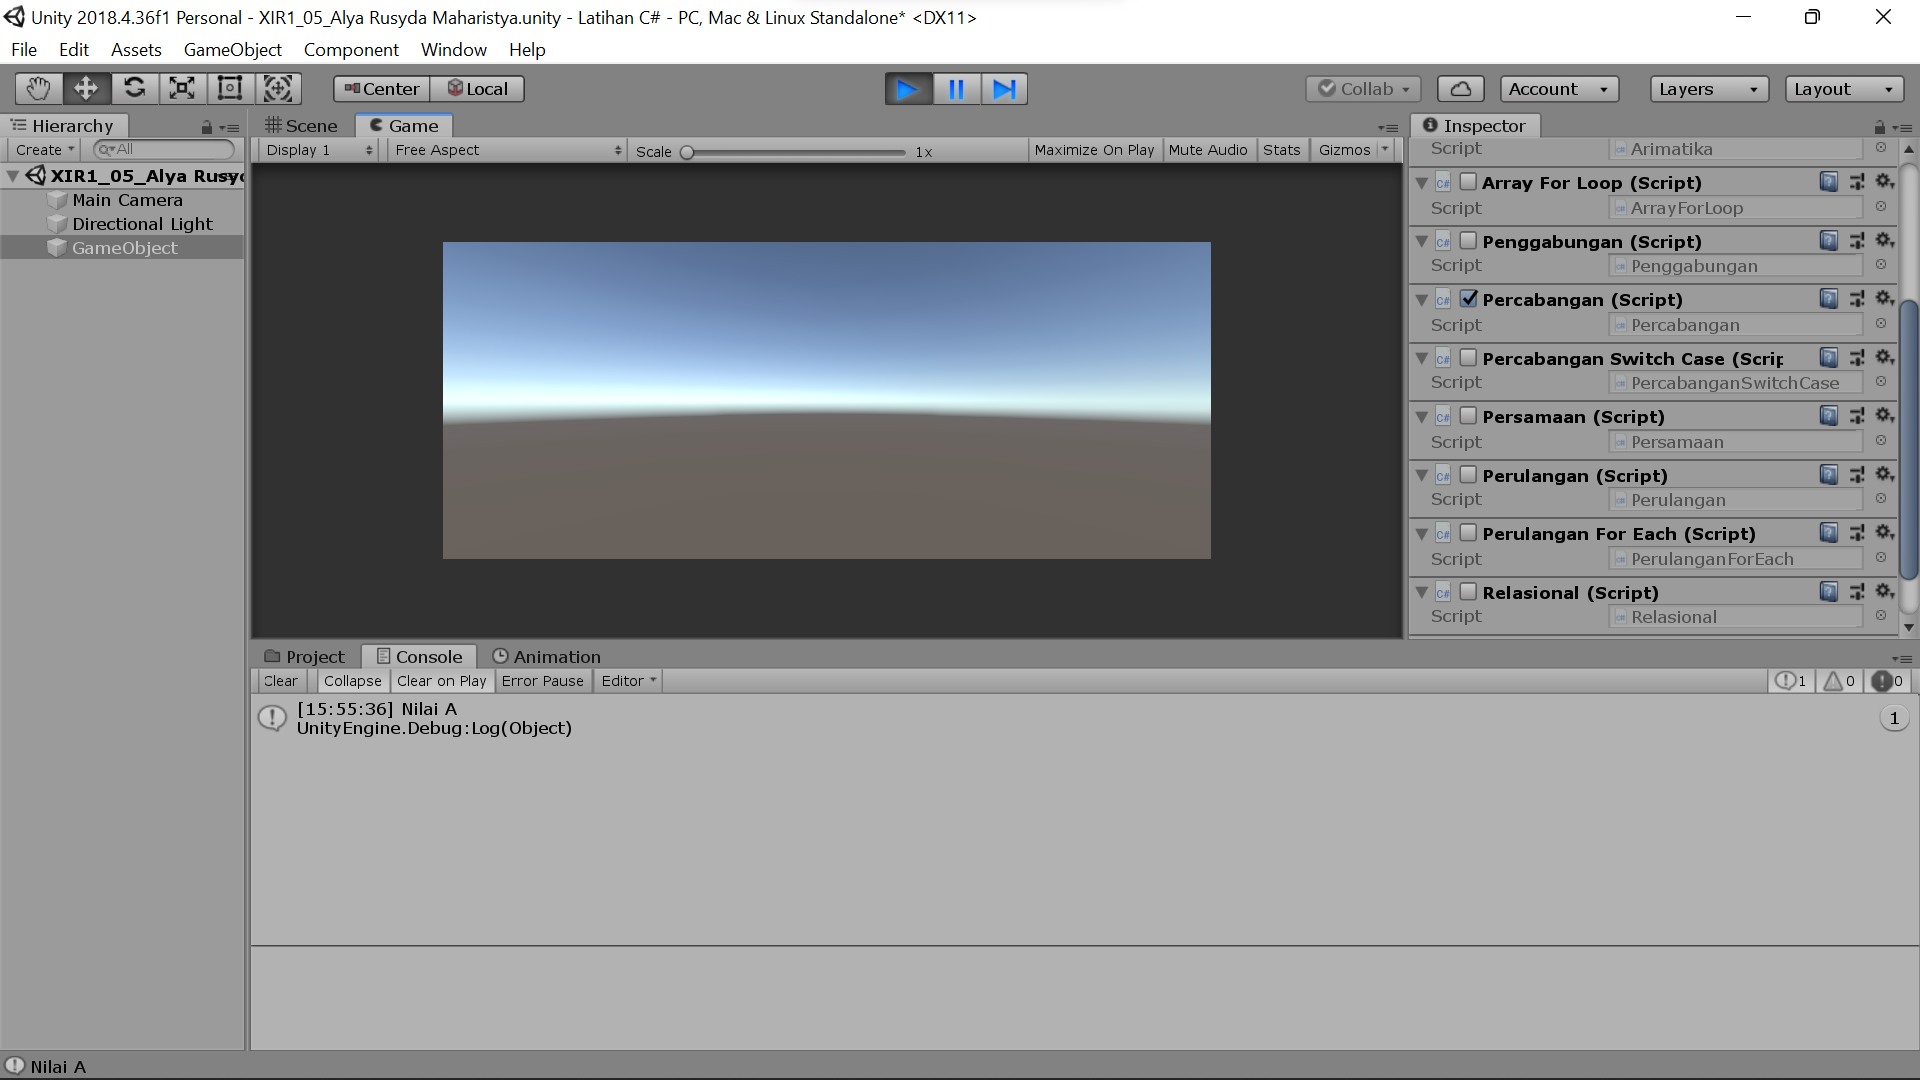 Unity 2018.4.36f1 Personal - XIR1_05_Alya Rusyda Maharistya.unity - Latihan C# - PC, Mac & Linux Standalone* <DX11>
File Edit Assets GameObject Component Window Help
Center Local Collab Account Layers Layout
Hierarchy
Create All
XIR1_05_Alya Rusyd
Main Camera
Directional Light
GameObject
Scene Game
Display 1 Free Aspect Scale 1x Maximize On Play Mute Audio Stats Gizmos
Inspector
Script Arimatika
Array For Loop (Script)
Script ArrayForLoop
Penggabungan (Script)
Script Penggabungan
Percabangan (Script)
Script Percabangan
Percabangan Switch Case (Scrip
Script PercabanganSwitchCase
Persamaan (Script)
Script Persamaan
Perulangan (Script)
Script Perulangan
Perulangan For Each (Script)
Script PerulanganForEach
Relasional (Script)
Script Relasional
Project Console Animation
Clear Collapse Clear on Play Error Pause Editor 1 0 0
[15:55:36] Nilai A
UnityEngine.Debug:Log(Object)
1
Nilai A